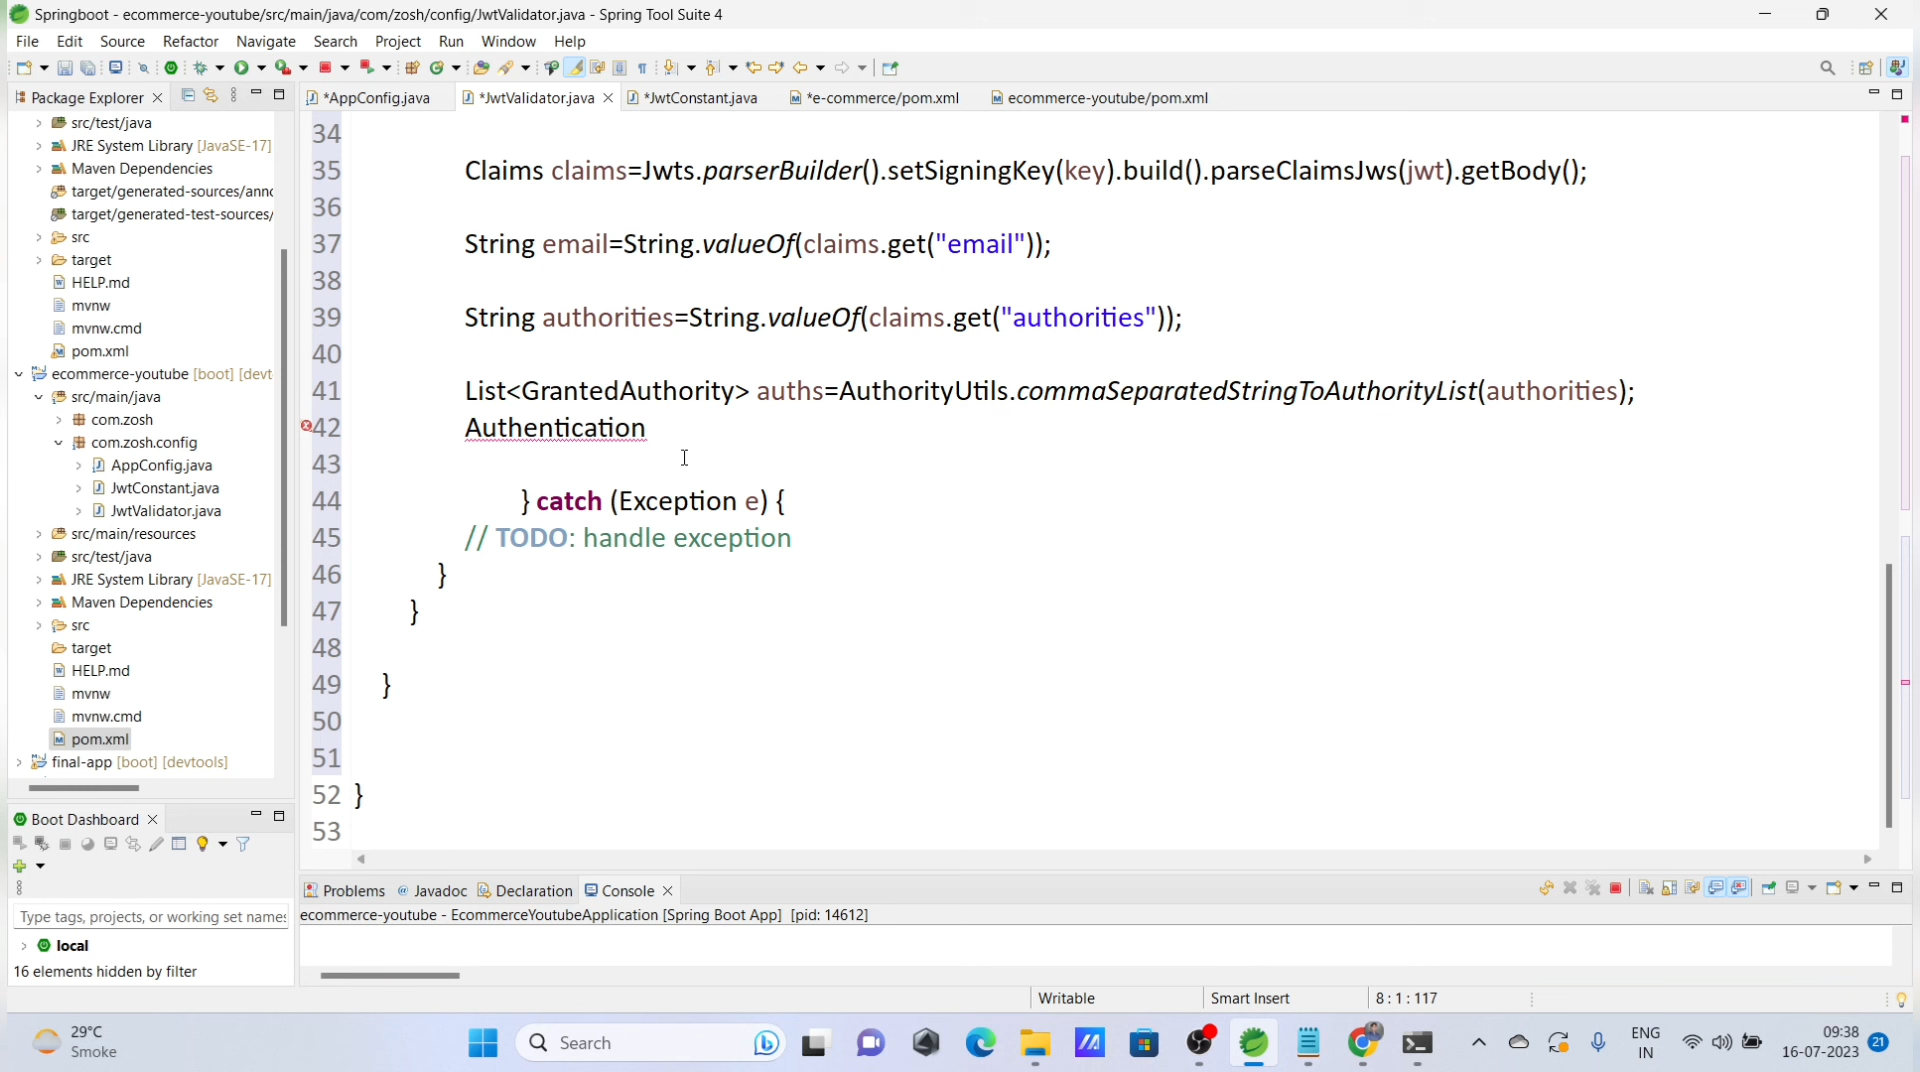 Springboot - ecommerce-youtube/src/main/java/com/zosh/config/JwtValidator.java - Spring Tool Suite 4
File Edit Source Refactor Navigate Search Project Run Window Help
Package Explorer
*AppConfig.java *JwtValidator.java *JwtConstant.java *e-commerce/pom.xml ecommerce-youtube/pom.xml
src/test/java
JRE System Library [JavaSE-17]
Maven Dependencies
target/generated-sources/anno
target/generated-test-sources/
src
target
HELP.md
mvnw
mvnw.cmd
pom.xml
ecommerce-youtube [boot] [devt
src/main/java
com.zosh
com.zosh.config
AppConfig.java
JwtConstant.java
JwtValidator.java
src/main/resources
src/test/java
JRE System Library [JavaSE-17]
Maven Dependencies
src
target
HELP.md
mvnw
mvnw.cmd
pom.xml
final-app [boot] [devtools]
34
35 Claims claims=Jwts.parserBuilder().setSigningKey(key).build().parseClaimsJws(jwt).getBody();
36
37 String email=String.valueOf(claims.get("email"));
38
39 String authorities=String.valueOf(claims.get("authorities"));
40
41 List<GrantedAuthority> auths=AuthorityUtils.commaSeparatedStringToAuthorityList(authorities);
42 Authentication
43
44 } catch (Exception e) {
45 // TODO: handle exception
46 }
47 }
48
49 }
50
51
52 }
53
Boot Dashboard
Type tags, projects, or working set names
local
16 elements hidden by filter
Problems Javadoc Declaration Console
ecommerce-youtube - EcommerceYoutubeApplication [Spring Boot App] [pid: 14612]
Writable Smart Insert 8 : 1 : 117
29°C
Smoke
Search
ENG
IN
09:38
16-07-2023
21